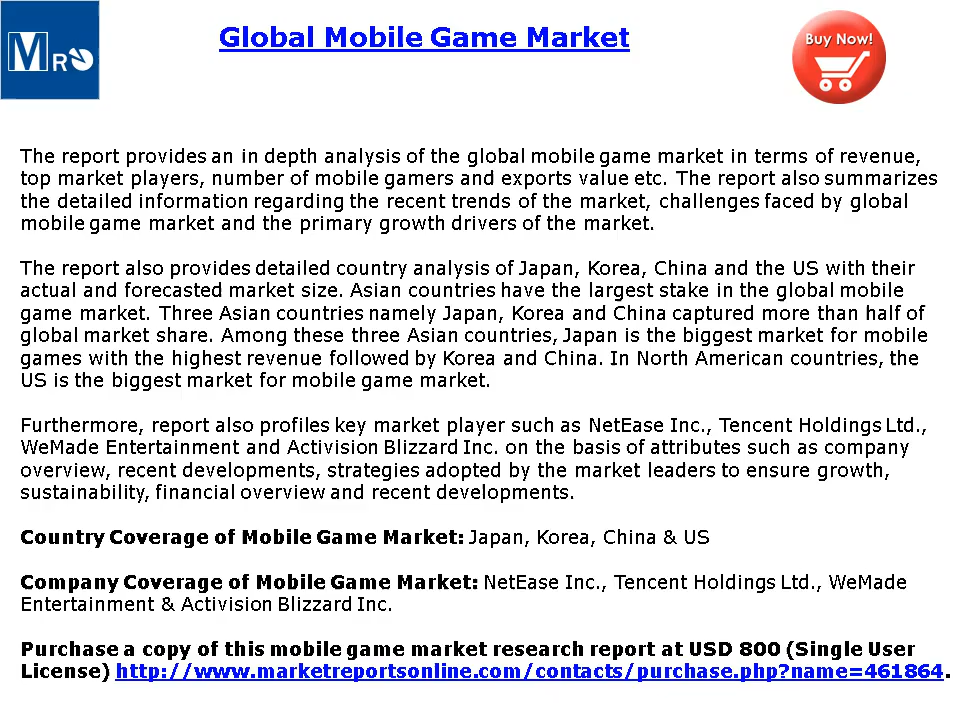 MR
Global Mobile Game Market
Buy Now!
The report provides an in depth analysis of the global mobile game market in terms of revenue,
top market players, number of mobile gamers and exports value etc. The report also summarizes
the detailed information regarding the recent trends of the market, challenges faced by global
mobile game market and the primary growth drivers of the market.
The report also provides detailed country analysis of Japan, Korea, China and the US with their
actual and forecasted market size. Asian countries have the largest stake in the global mobile
game market. Three Asian countries namely Japan, Korea and China captured more than half of
global market share. Among these three Asian countries, Japan is the biggest market for mobile
games with the highest revenue followed by Korea and China. In North American countries, the
US is the biggest market for mobile game market.
Furthermore, report also profiles key market player such as NetEase Inc., Tencent Holdings Ltd.,
WeMade Entertainment and Activision Blizzard Inc. on the basis of attributes such as company
overview, recent developments, strategies adopted by the market leaders to ensure growth,
sustainability, financial overview and recent developments.
Country Coverage of Mobile Game Market: Japan, Korea, China & US
Company Coverage of Mobile Game Market: NetEase Inc., Tencent Holdings Ltd., WeMade
Entertainment & Activision Blizzard Inc.
Purchase a copy of this mobile game market research report at USD 800 (Single User
License) http://www.marketreportsonline.com/contacts/purchase.php?name=461864.